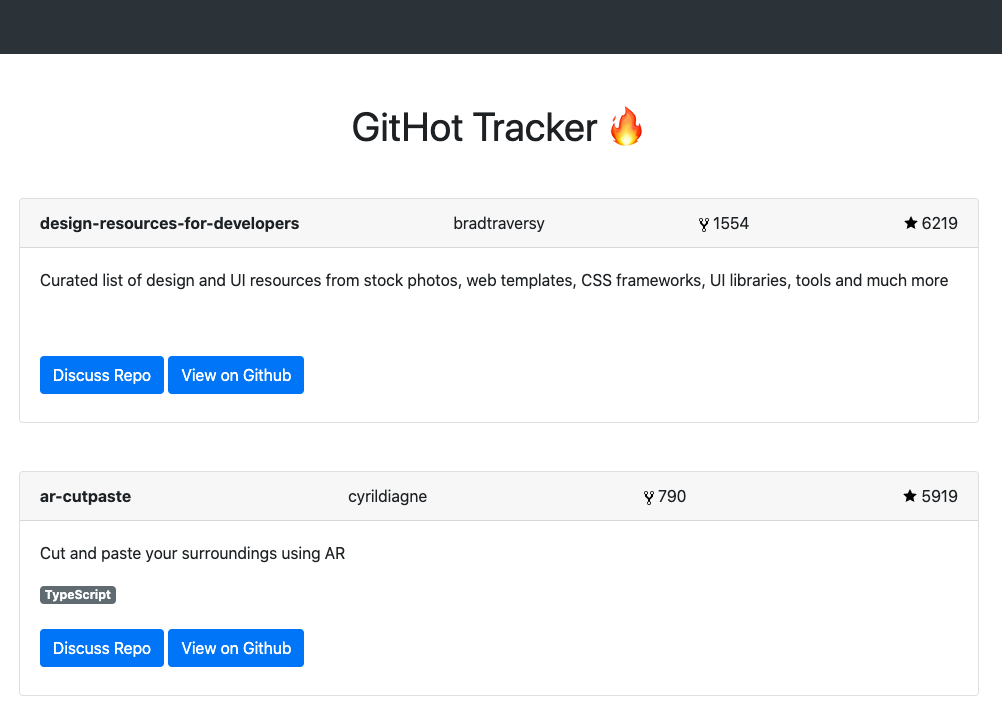 GitHot Tracker 🔥
design-resources-for-developers bradtraversy 1554 6219
Curated list of design and UI resources from stock photos, web templates, CSS frameworks, UI libraries, tools and much more
Discuss Repo View on Github
ar-cutpaste cyrildiagne 790 5919
Cut and paste your surroundings using AR
TypeScript
Discuss Repo View on Github